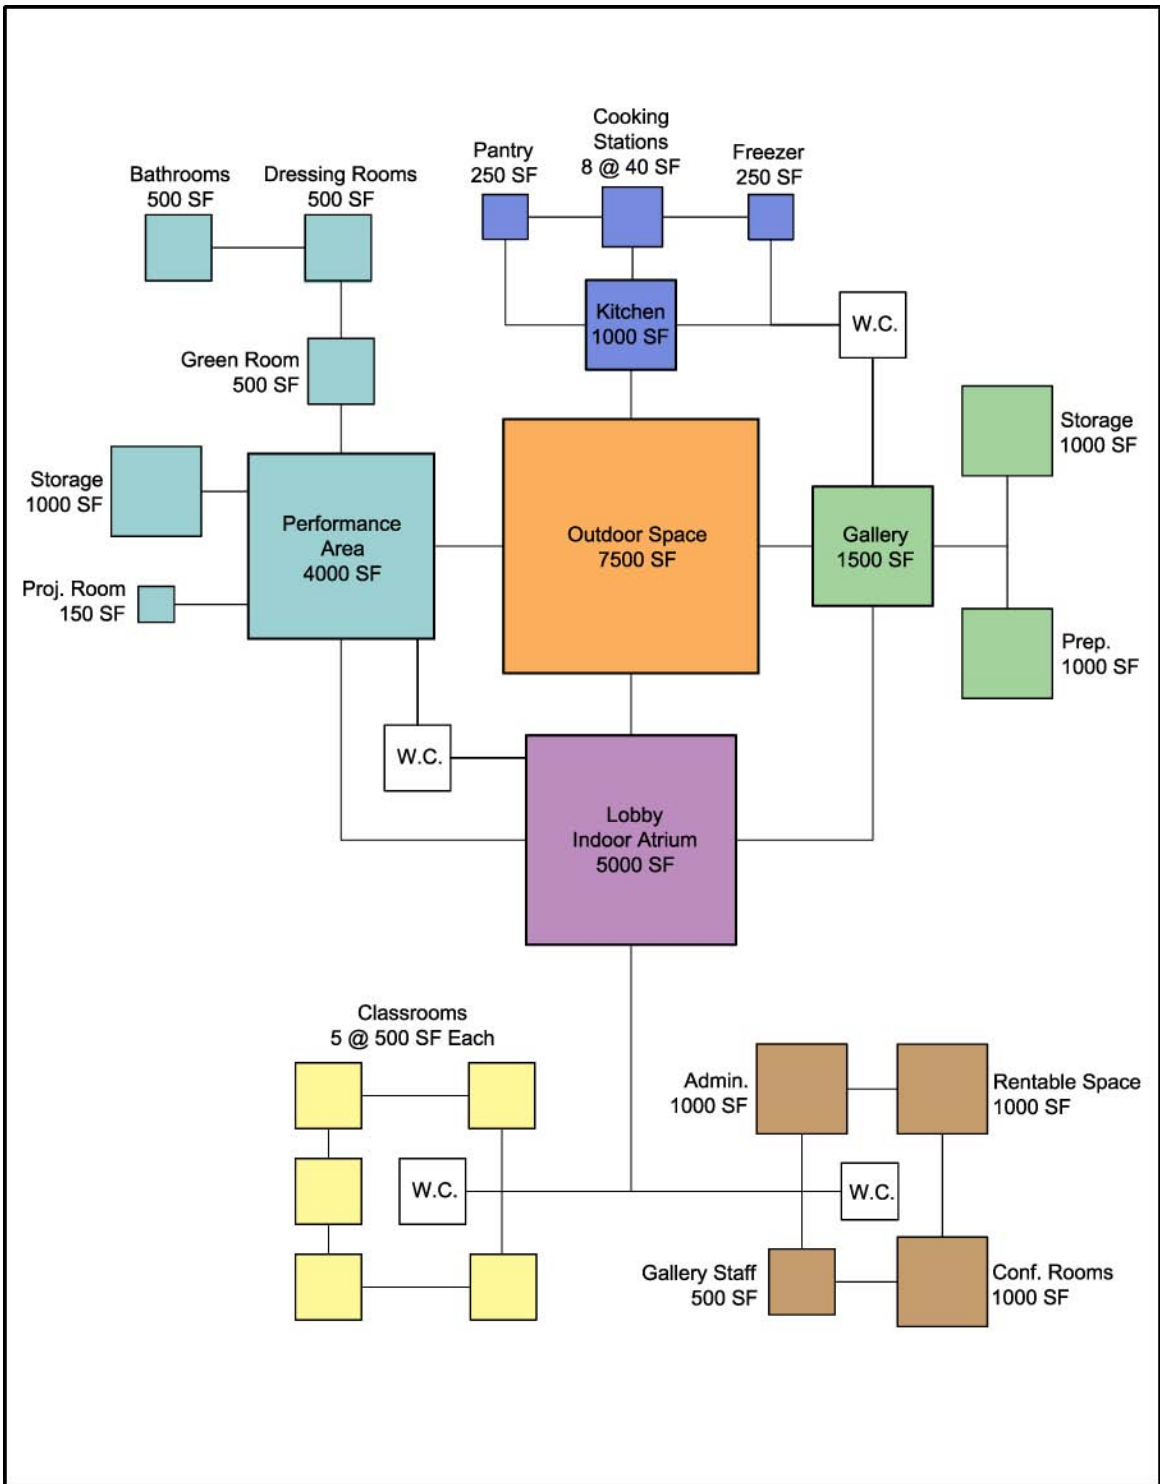 Cooking
Stations
8 @ 40 SF
Pantry
250 SF
Freezer
250 SF
Bathrooms
500 SF
Dressing Rooms
500 SF
Kitchen
1000 SF
W.C.
Green Room
500 SF
Storage
1000 SF
Storage
1000 SF
Performance
Area
4000 SF
Outdoor Space
7500 SF
Gallery
1500 SF
Proj. Room
150 SF
Prep.
1000 SF
W.C.
Lobby
Indoor Atrium
5000 SF
Classrooms
5 @ 500 SF Each
Admin.
1000 SF
Rentable Space
1000 SF
W.C.
W.C.
Gallery Staff
500 SF
Conf. Rooms
1000 SF